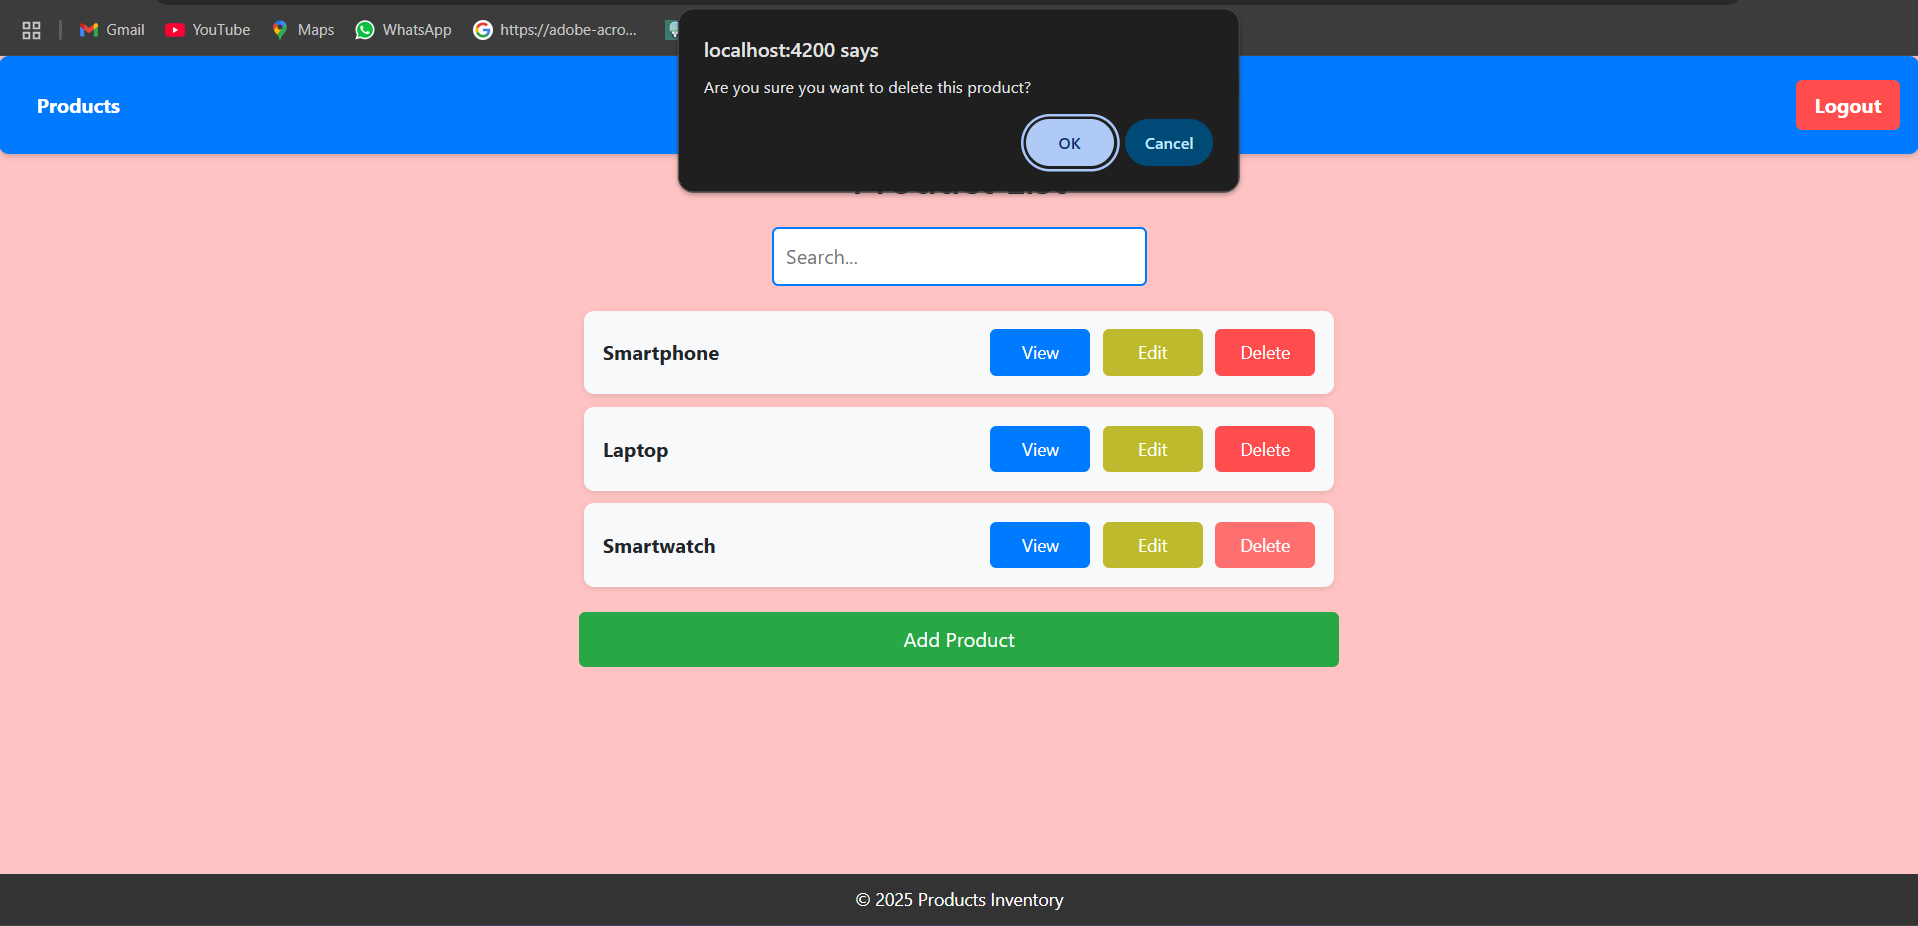 Gmail YouTube Maps WhatsApp https://adobe-acro...
localhost:4200 says
Are you sure you want to delete this product?
OK Cancel
Products Logout
Product List
Search...
Smartphone View Edit Delete
Laptop View Edit Delete
Smartwatch View Edit Delete
Add Product
© 2025 Products Inventory